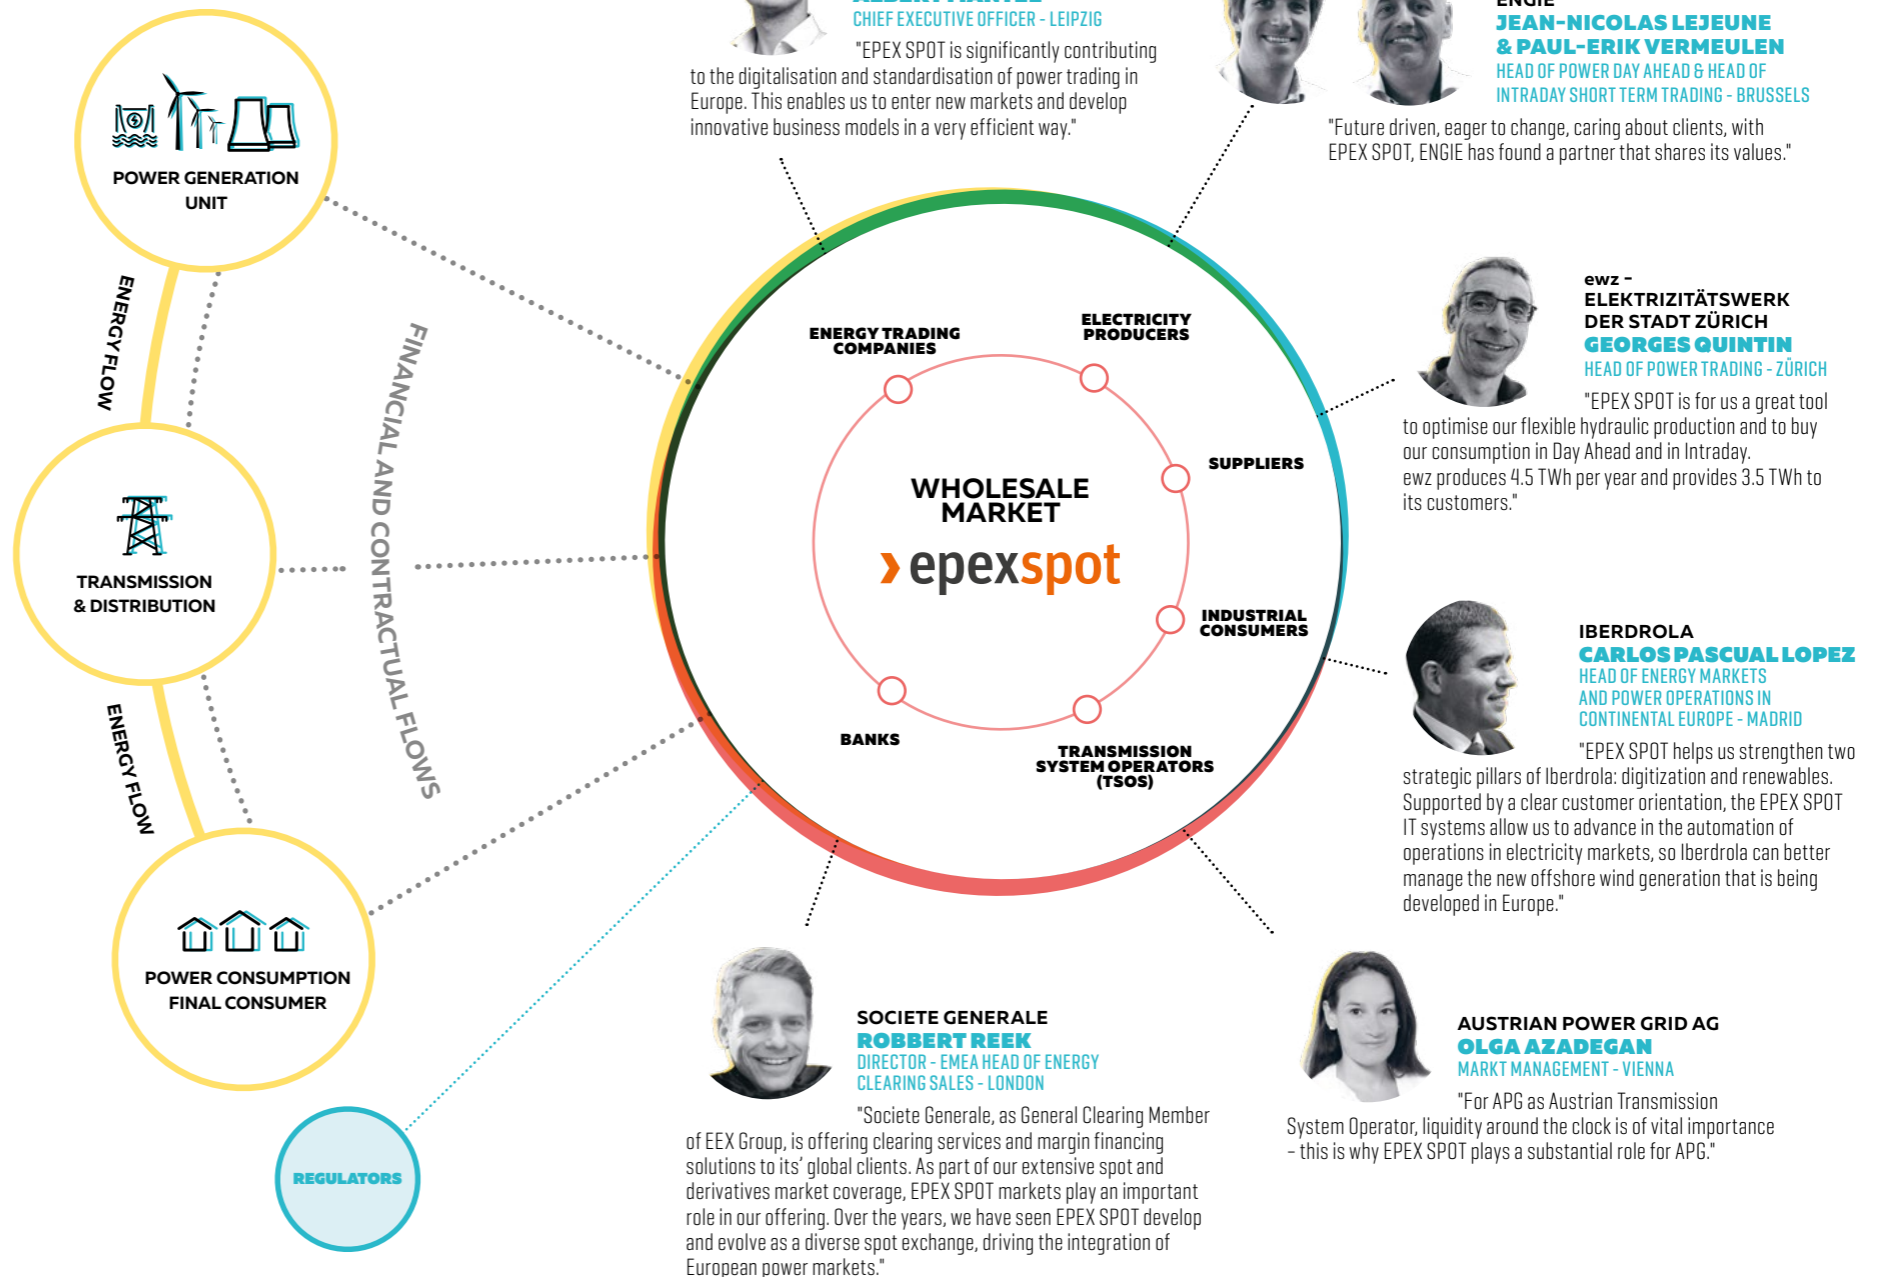 CHIEF EXECUTIVE OFFICER - LEIPZIG
"EPEX SPOT is significantly contributing
to the digitalisation and standardisation of power trading in
Europe. This enables us to enter new markets and develop
innovative business models in a very efficient way."
ENGIE
JEAN-NICOLAS LEJEUNE
& PAUL-ERIK VERMEULEN
HEAD OF POWER DAY AHEAD & HEAD OF
INTRADAY SHORT TERM TRADING - BRUSSELS
"Future driven, eager to change, caring about clients, with
EPEX SPOT, ENGIE has found a partner that shares its values."
POWER GENERATION
UNIT
ENERGY FLOW
TRANSMISSION
& DISTRIBUTION
ENERGY FLOW
POWER CONSUMPTION
FINAL CONSUMER
REGULATORS
FINANCIAL AND CONTRACTUAL FLOWS
ENERGY TRADING
COMPANIES
ELECTRICITY
PRODUCERS
SUPPLIERS
WHOLESALE
MARKET
epexspot
INDUSTRIAL
CONSUMERS
BANKS
TRANSMISSION
SYSTEM OPERATORS
(TSOS)
ewz -
ELEKTRIZITÄTSWERK
DER STADT ZÜRICH
GEORGES QUINTIN
HEAD OF POWER TRADING - ZÜRICH
"EPEX SPOT is for us a great tool
to optimise our flexible hydraulic production and to buy
our consumption in Day Ahead and in Intraday.
ewz produces 4.5 TWh per year and provides 3.5 TWh to
its customers."
IBERDROLA
CARLOS PASCUAL LOPEZ
HEAD OF ENERGY MARKETS
AND POWER OPERATIONS IN
CONTINENTAL EUROPE - MADRID
"EPEX SPOT helps us strengthen two
strategic pillars of Iberdrola: digitization and renewables.
Supported by a clear customer orientation, the EPEX SPOT
IT systems allow us to advance in the automation of
operations in electricity markets, so Iberdrola can better
manage the new offshore wind generation that is being
developed in Europe."
SOCIETE GENERALE
ROBBERT REEK
DIRECTOR - EMEA HEAD OF ENERGY
CLEARING SALES - LONDON
"Societe Generale, as General Clearing Member
of EEX Group, is offering clearing services and margin financing
solutions to its' global clients. As part of our extensive spot and
derivatives market coverage, EPEX SPOT markets play an important
role in our offering. Over the years, we have seen EPEX SPOT develop
and evolve as a diverse spot exchange, driving the integration of
European power markets."
AUSTRIAN POWER GRID AG
OLGA AZADEGAN
MARKT MANAGEMENT - VIENNA
"For APG as Austrian Transmission
System Operator, liquidity around the clock is of vital importance
– this is why EPEX SPOT plays a substantial role for APG."